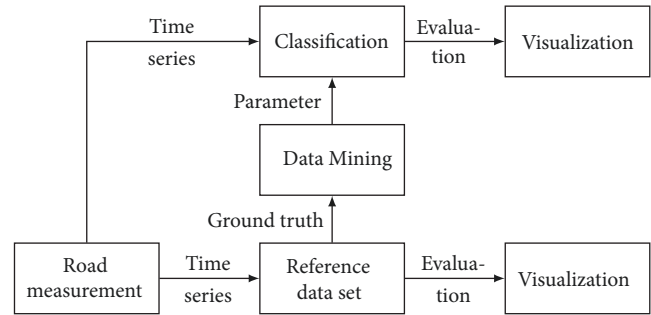 Time
series
Classification
Evalua-
tion
Visualization
Parameter
Data Mining
Ground truth
Road
measurement
Time
series
Reference
data set
Evalua-
tion
Visualization